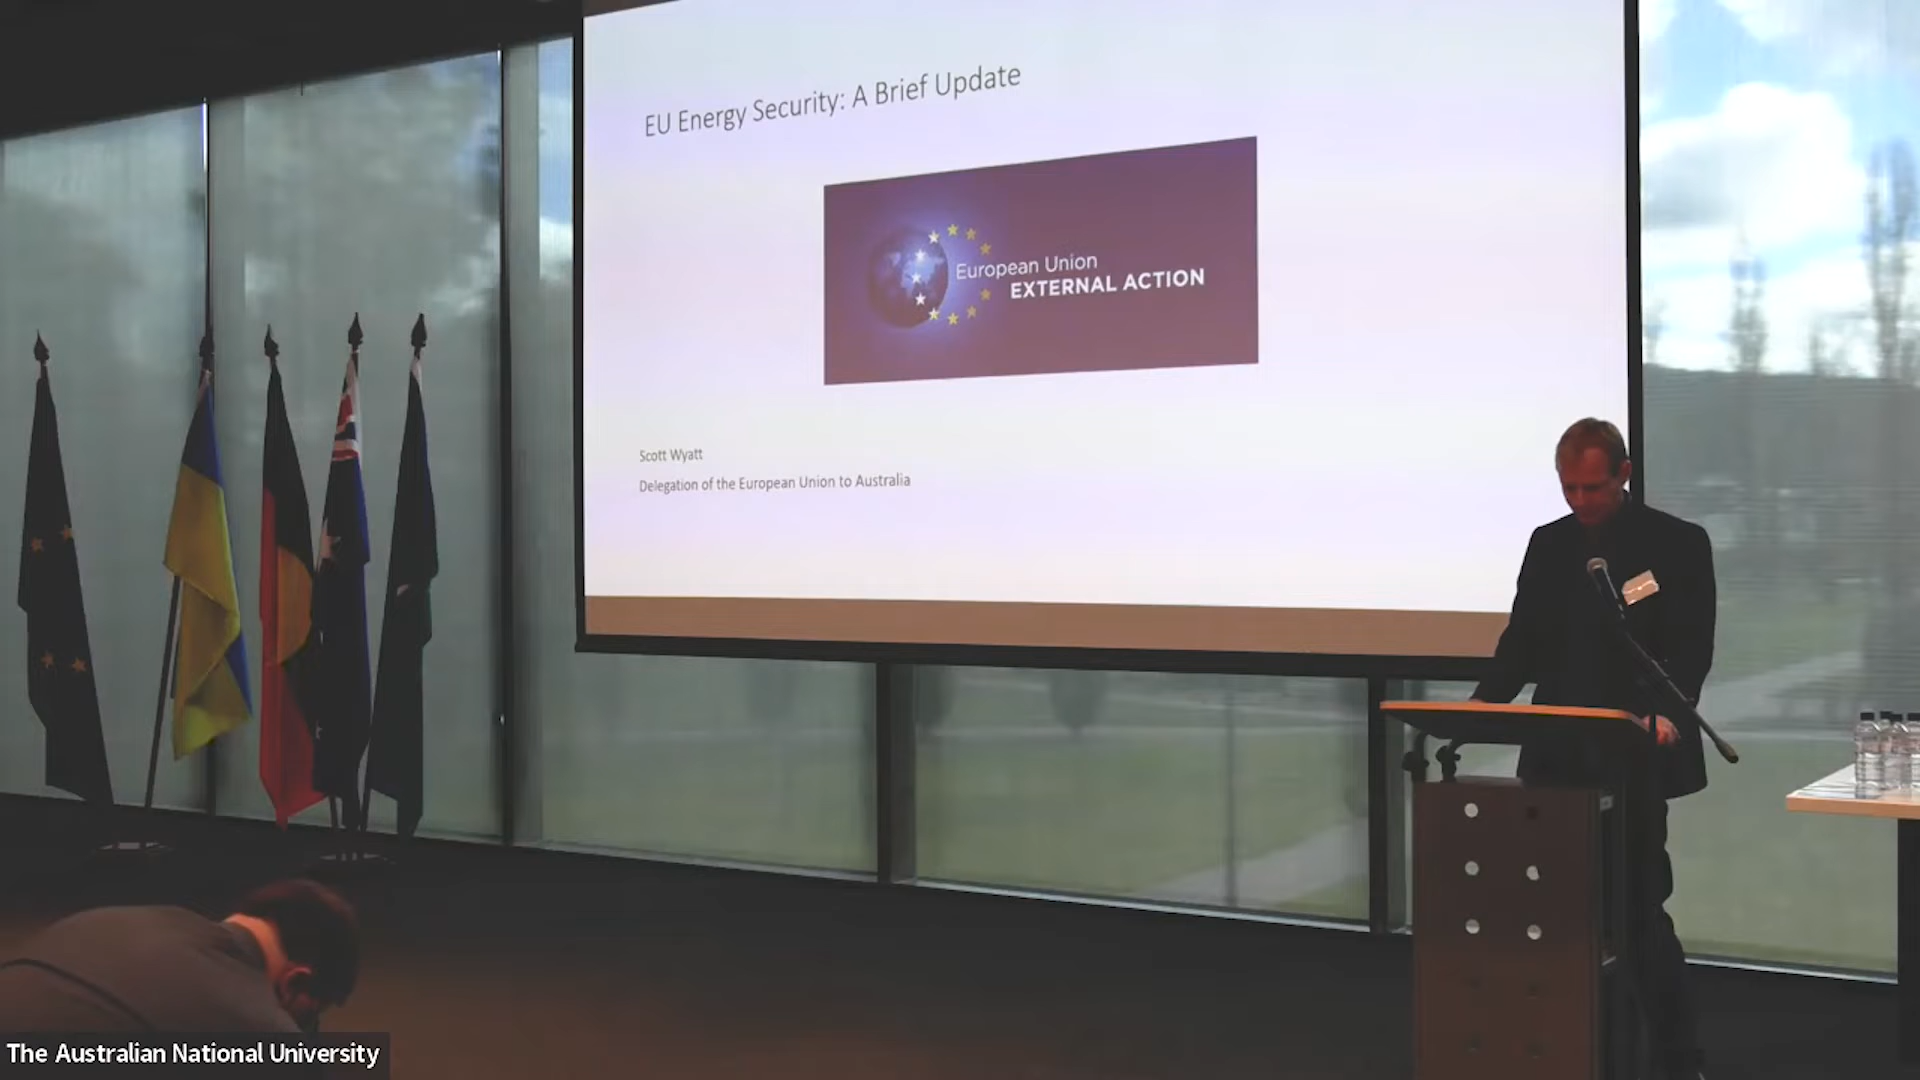 EU Energy Security: A Brief Update
European Union
EXTERNAL ACTION
Scott Wyatt
Delegation of the European Union to Australia
The Australian National University